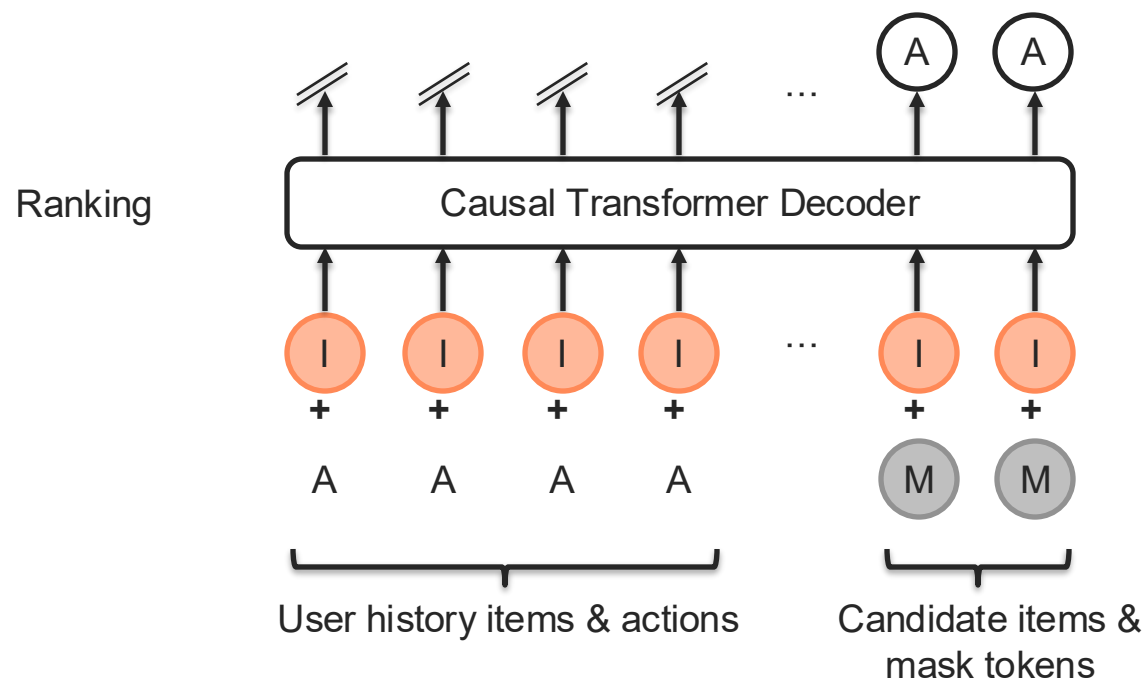 A A
...
Ranking
Causal Transformer Decoder
I I I I ... I I
+ + + + + +
A A A A M M
User history items & actions
Candidate items &
mask tokens